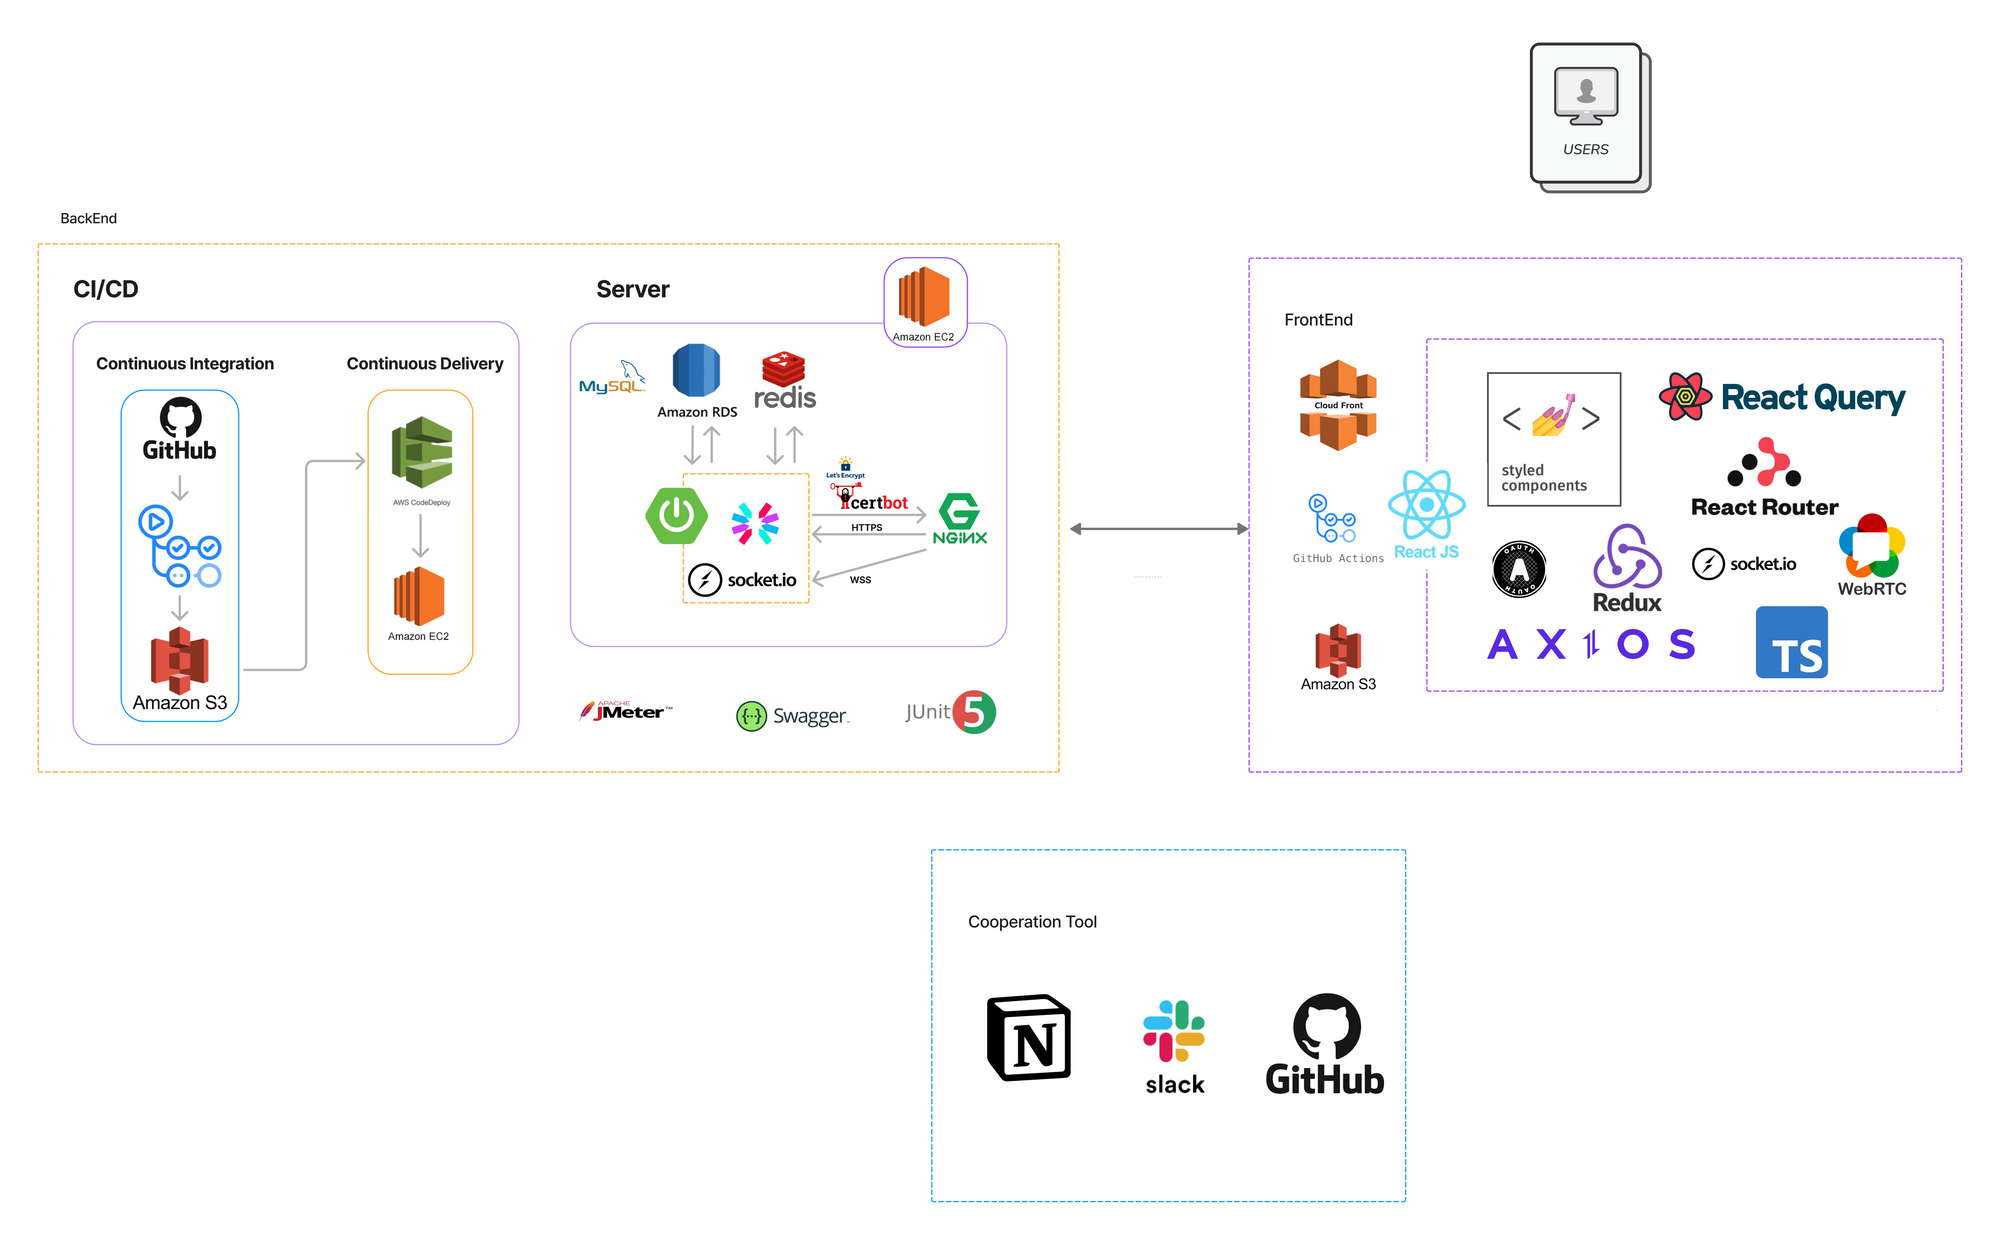 USERS
BackEnd
CI/CD
Continuous Integration
Continuous Delivery
GitHub
Amazon S3
AWS CodeDeploy
Amazon EC2
Server
Amazon EC2
MySQL
Amazon RDS
redis
Let's Encrypt
certbot
HTTPS
NGINX
WSS
socket.io
APACHE
JMeter™
Swagger
JUnit 5
FrontEnd
Cloud Front
GitHub Actions
Amazon S3
React JS
styled
components
React Query
React Router
OAUTH
A
OAUTH
Redux
socket.io
WebRTC
AXIOS
TS
Cooperation Tool
N
slack
GitHub